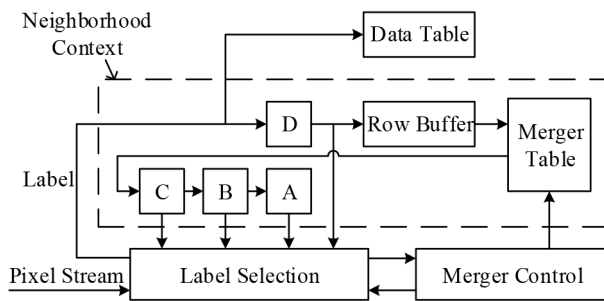 Neighborhood
Context
Data Table
D
Row Buffer
Merger
Table
Label
C
B
A
Pixel Stream
Label Selection
Merger Control